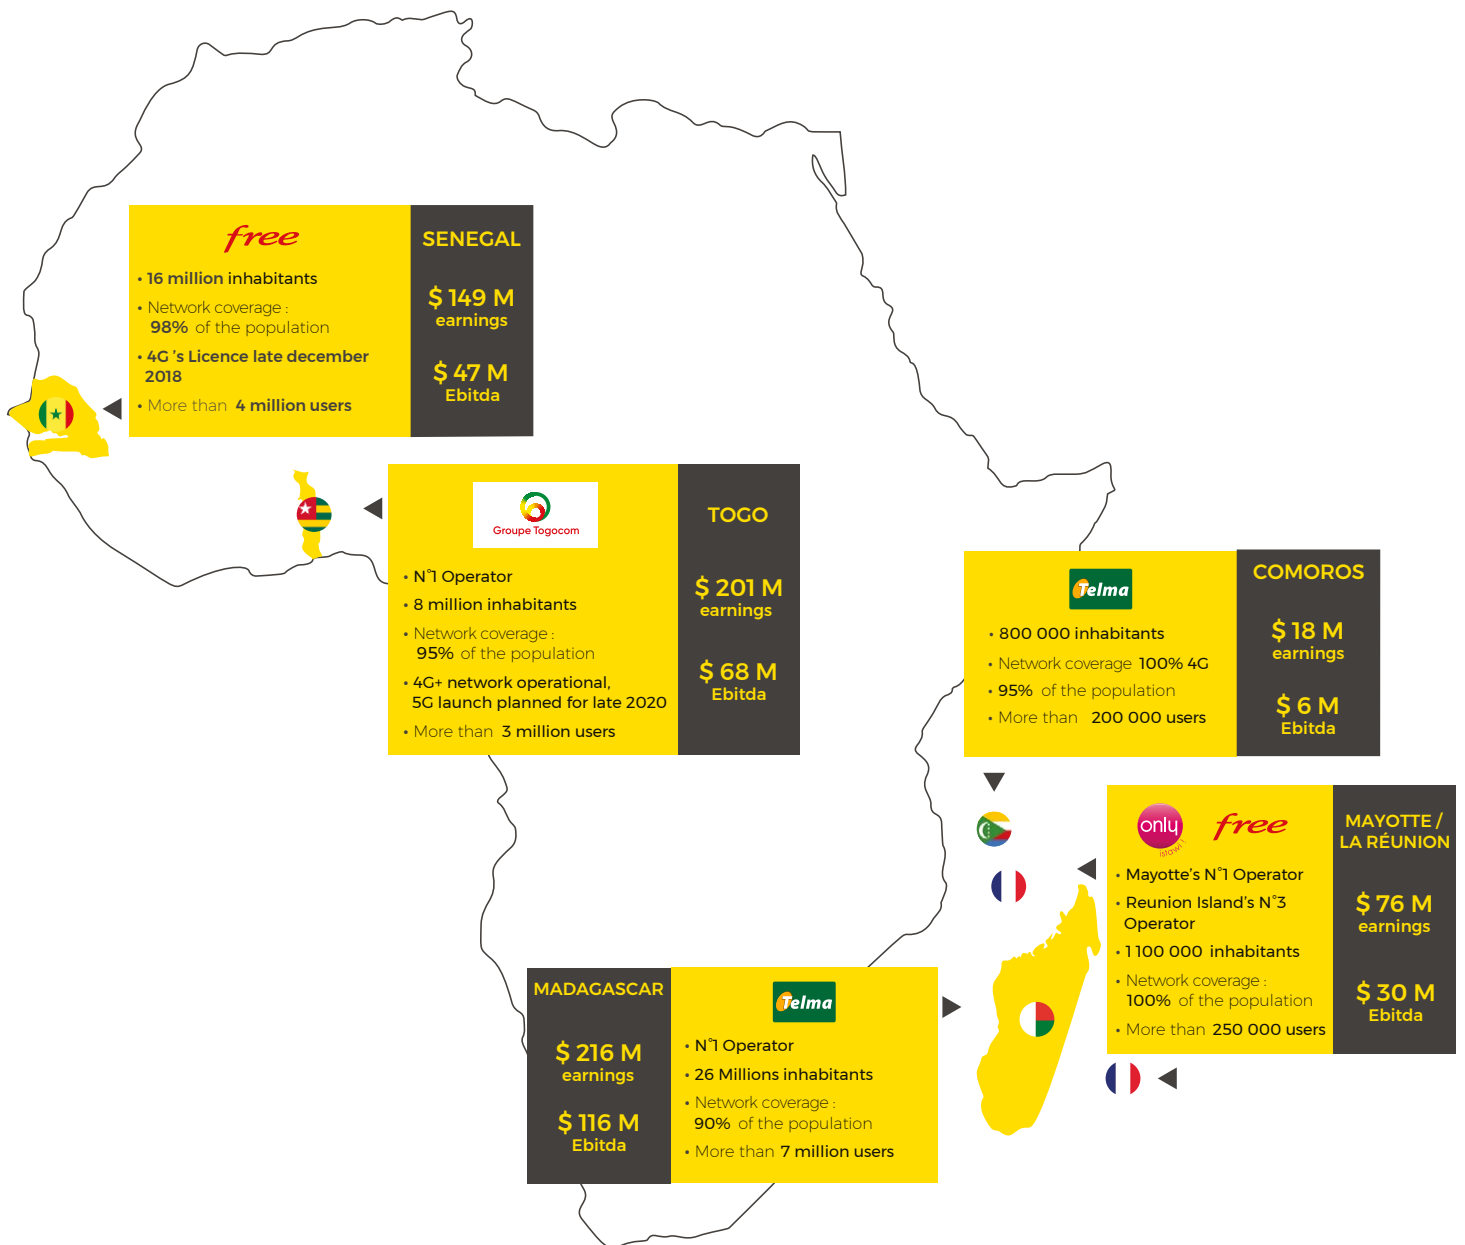 free
• 16 million inhabitants
• Network coverage :
98% of the population
• 4G 's Licence late december
2018
• More than 4 million users
SENEGAL
$ 149 M
earnings
$ 47 M
Ebitda
Groupe Togocom
• N°1 Operator
• 8 million inhabitants
• Network coverage :
95% of the population
• 4G+ network operational,
5G launch planned for late 2020
• More than 3 million users
TOGO
$ 201 M
earnings
$ 68 M
Ebitda
Telma
• 800 000 inhabitants
• Network coverage 100% 4G
• 95% of the population
• More than 200 000 users
COMOROS
$ 18 M
earnings
$ 6 M
Ebitda
only
istawi !
free
• Mayotte's N°1 Operator
• Reunion Island's N°3
Operator
• 1 100 000 inhabitants
• Network coverage :
100% of the population
• More than 250 000 users
MAYOTTE /
LA RÉUNION
$ 76 M
earnings
$ 30 M
Ebitda
MADAGASCAR
$ 216 M
earnings
$ 116 M
Ebitda
Telma
• N°1 Operator
• 26 Millions inhabitants
• Network coverage :
90% of the population
• More than 7 million users